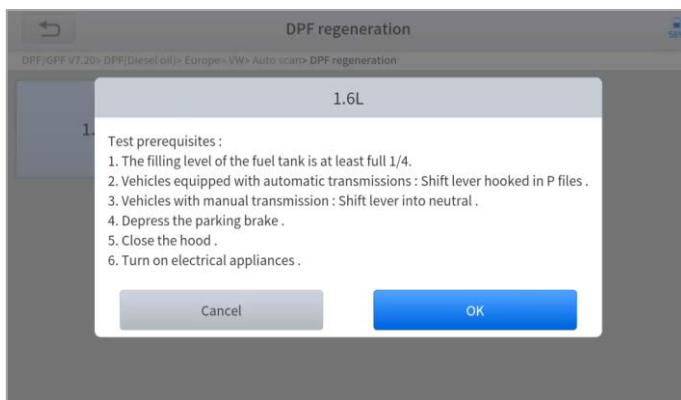 DPF regeneration
DPF/GPF V7.20> DPF(Diesel oil)> Europe> VW> Auto scan> DPF regeneration
1.6L
1.
Test prerequisites :
1. The filling level of the fuel tank is at least full 1/4.
2. Vehicles equipped with automatic transmissions : Shift lever hooked in P files .
3. Vehicles with manual transmission : Shift lever into neutral .
4. Depress the parking brake .
5. Close the hood .
6. Turn on electrical appliances .
Cancel
OK